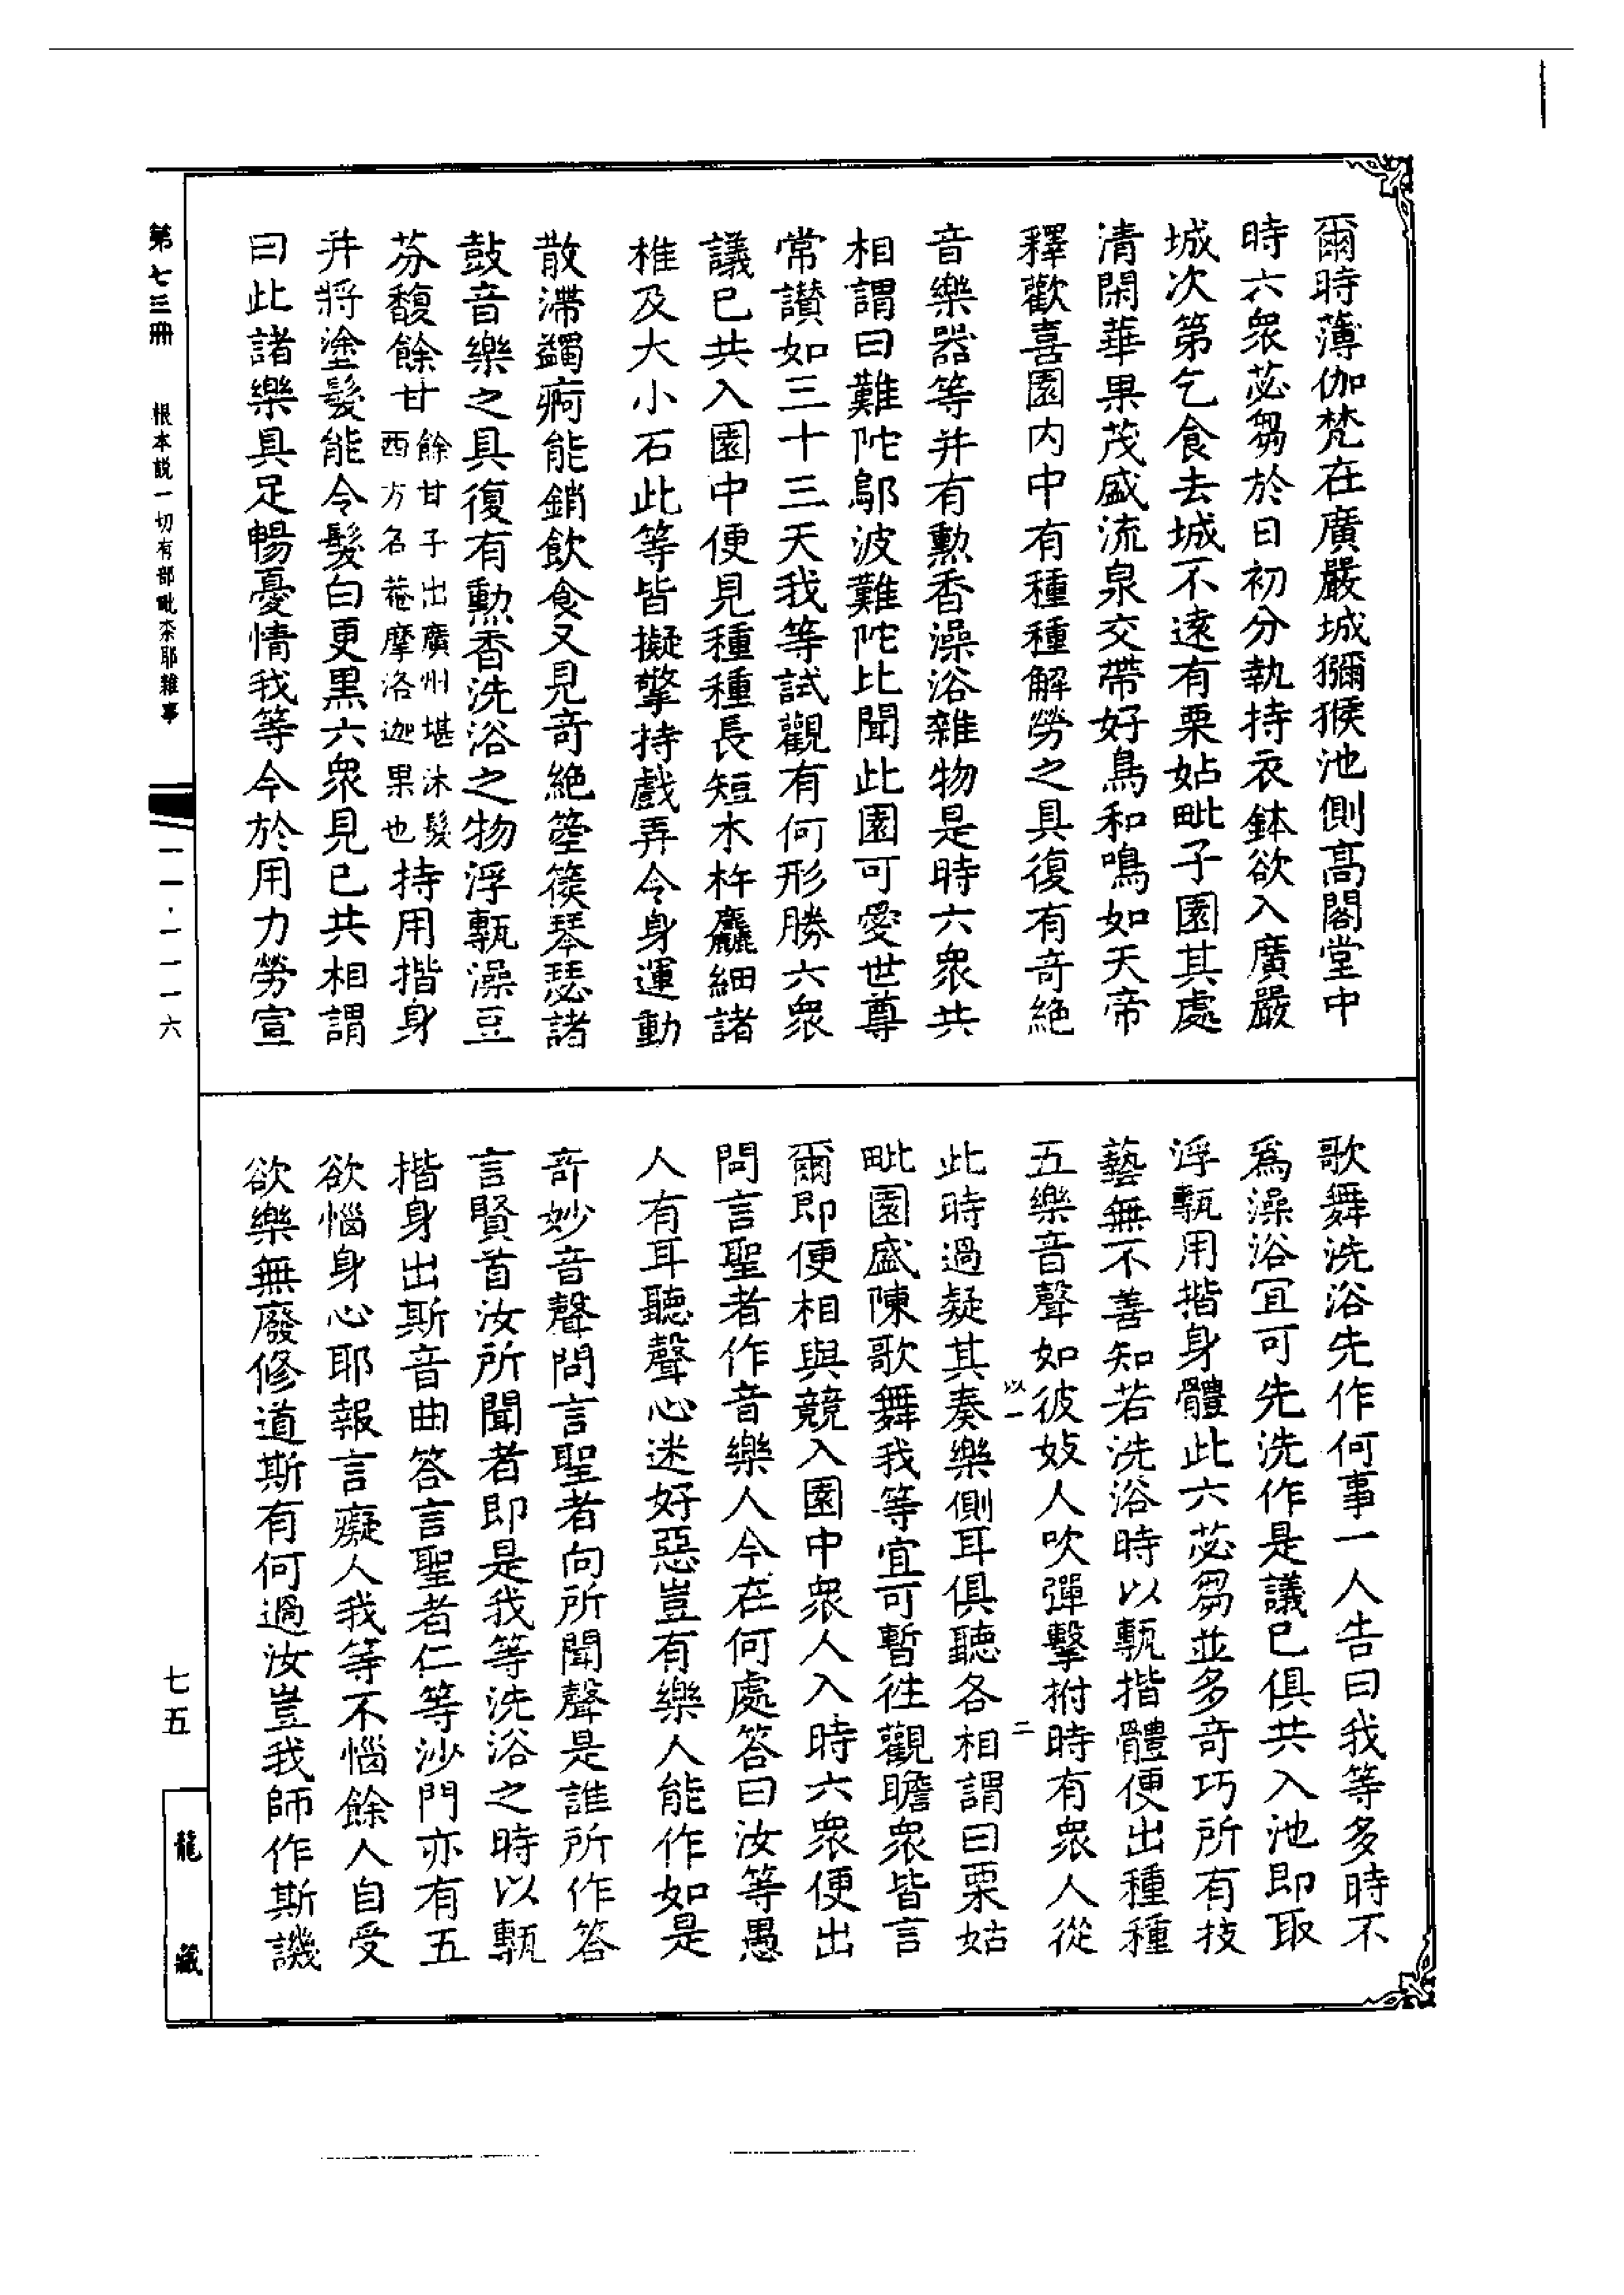 爾時薄伽梵在廣嚴城獼猴池側高閣堂中
時六衆苾芻於日初分執持衣鉢欲入廣嚴
城次第乞食去城不遠有栗姑毗子園其處
清閑華果茂盛流泉交帶好鳥和鳴如天帝
釋歡喜園内中有種種解勞之具復有奇絶
音樂器等并有勲香澡浴雜物是時六衆共
相謂曰難陀鄔波難陀比聞此園可愛世尊
常讃如三十三天我等試觀有何形勝六衆
議已共入園中便見種種長短木杵麤細諸
椎及大小石此等皆擬擎持戲弄令身運動
散滯蠲痾能銷飲食又見奇絶箜篌琴瑟諸
鼓音樂之具復有勲香洗浴之物浮甎澡豆
芬馥餘甘
餘甘子出廣州堪沐髮
西方名菴摩洛迦果也
持用揩身
并將塗髮能令髮白更黒六衆見已共相謂
曰此諸樂具足暢憂情我等今於用力勞宣
第七三册
根本説一切有部毗奈耶雜事
一一·一一一六
歌舞洗浴先作何事一人告曰我等多時不
爲澡浴宜可先洗作是議已俱共入池即取
浮甎用揩身體此六苾芻並多奇巧所有技
藝無不善知若洗浴時以甎揩體便出種種
五樂音聲如彼妓人吹彈擊拊時有衆人從
以一
二
此時過疑其奏樂側耳俱聽各相謂曰栗姑
毗園盛陳歌舞我等宜可暫往觀瞻衆皆言
爾即便相與競入園中衆人入時六衆便出
問言聖者作音樂人今在何處答曰汝等愚
人有耳聽聲心迷好惡豈有樂人能作如是
奇妙音聲問言聖者向所聞聲是誰所作答
言賢首汝所聞者即是我等洗浴之時以甎
揩身出斯音曲答言聖者仁等沙門亦有五
欲惱身心耶報言癡人我等不惱餘人自受
欲樂無廢修道斯有何過汝豈我師作斯譏
七五
龍藏